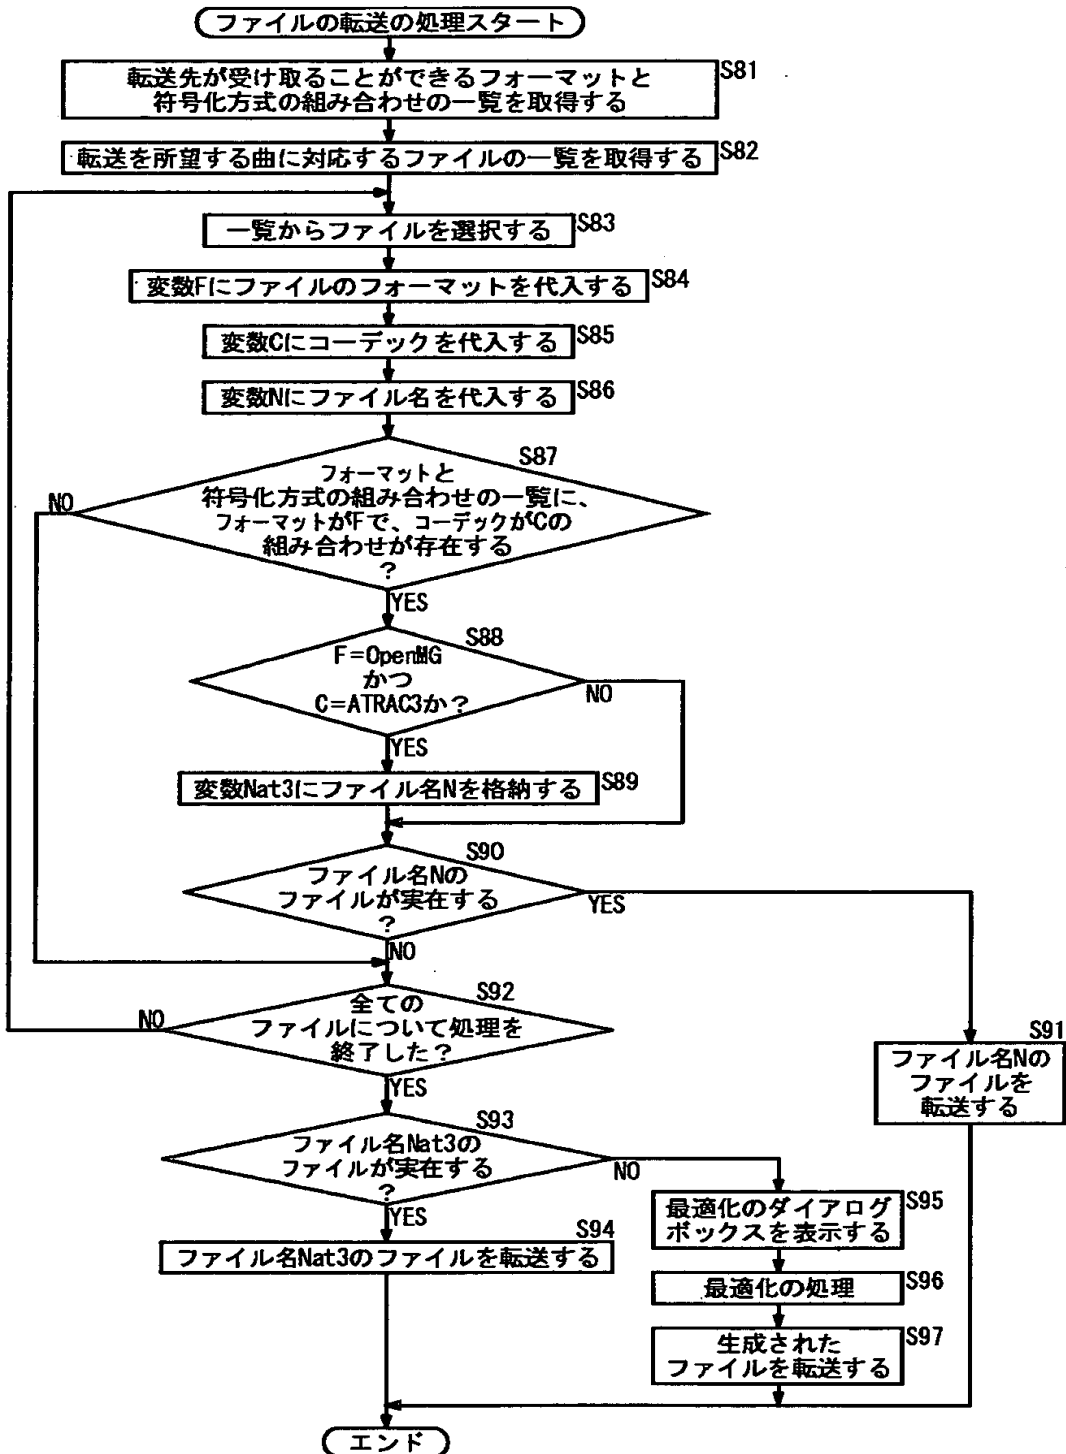 ファイルの転送の処理スタート
転送先が受け取ることができるフォーマットと
符号化方式の組み合わせの一覧を取得する
S81
転送を所望する曲に対応するファイルの一覧を取得する
S82
一覧からファイルを選択する
S83
変数Fにファイルのフォーマットを代入する
S84
変数Cにコーデックを代入する
S85
変数Nにファイル名を代入する
S86
S87
フォーマットと
符号化方式の組み合わせの一覧に、
フォーマットがFで、コーデックがCの
組み合わせが存在する
?
NO
YES
S88
F=OpenMG
かつ
C=ATRAC3か?
NO
YES
変数Nat3にファイル名Nを格納する
S89
S90
ファイル名Nの
ファイルが実在する
?
YES
NO
S92
全ての
ファイルについて処理を
終了した?
NO
YES
S91
ファイル名Nの
ファイルを
転送する
S93
ファイル名Nat3の
ファイルが実在する
?
NO
YES
S94
ファイル名Nat3のファイルを転送する
最適化のダイアログ
ボックスを表示する
S95
最適化の処理
S96
生成された
ファイルを転送する
S97
エンド